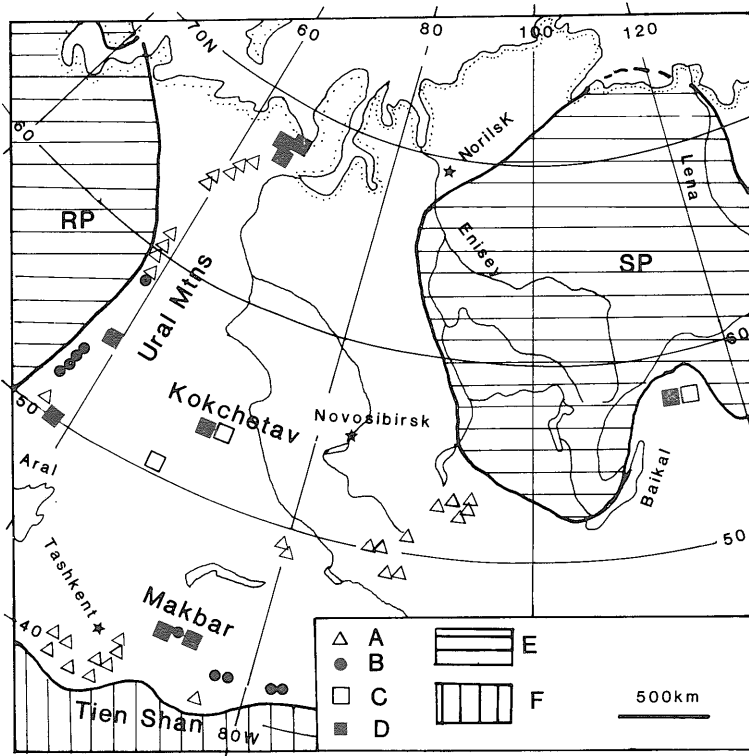 70N
60
80
100
120
60
Norilsk
Lena
RP
Enisey
SP
Ural Mtns
60
50
Kokchetav
Novosibirsk
Aral
Baikal
50
Tashkent
Makbar
40
A
B
C
D
E
F
500km
Tien Shan
80W